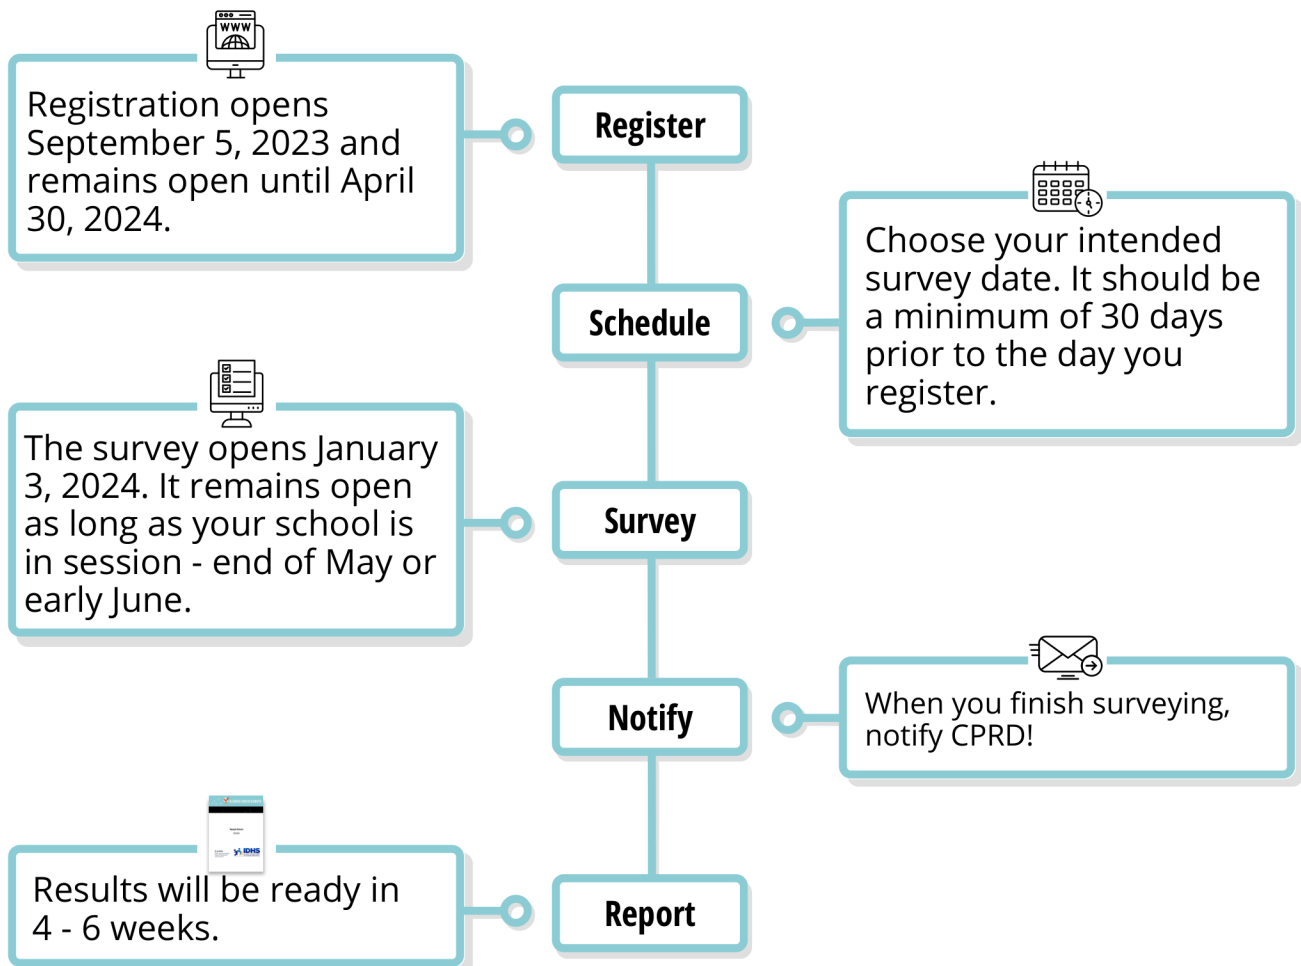 WWW
Registration opens
September 5, 2023 and
remains open until April
30, 2024.
Register
Choose your intended
survey date. It should be
a minimum of 30 days
prior to the day you
register.
Schedule
The survey opens January
3, 2024. It remains open
as long as your school is
in session - end of May or
early June.
Survey
When you finish surveying,
notify CPRD!
Notify
IDHS
Results will be ready in
4 - 6 weeks.
Report